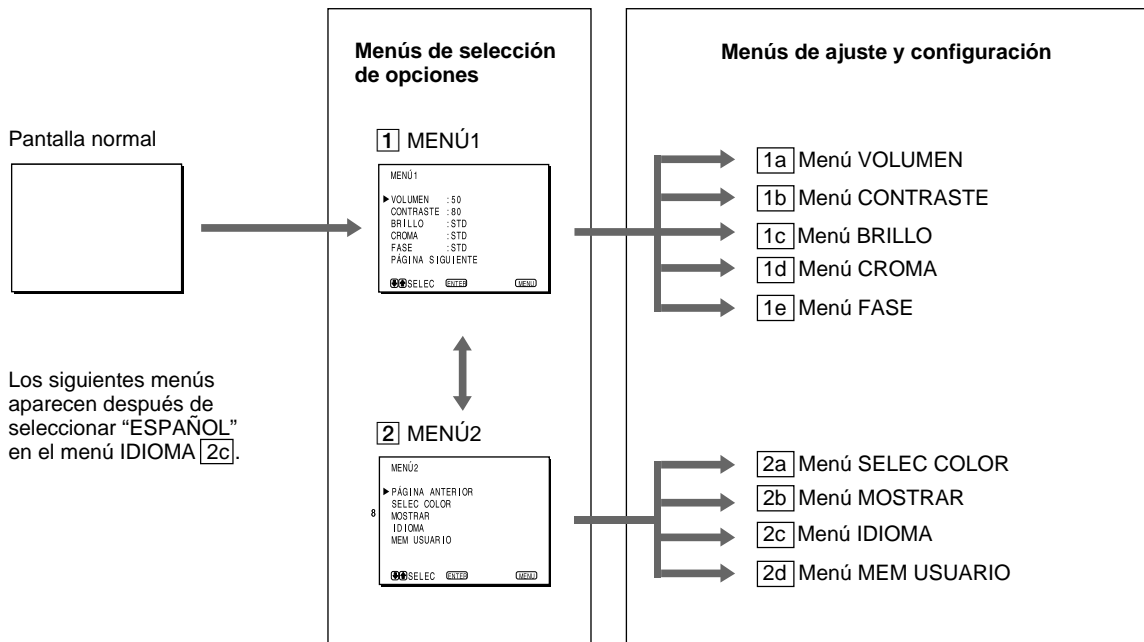 Menús de selección
de opciones
Menús de ajuste y configuración
Pantalla normal
1 MENÚ1
MENÚ1
VOLUMEN :50
CONTRASTE :80
BRILLO :STD
CROMA :STD
FASE :STD
PÁGINA SIGUIENTE
SELEC ENTER MENU
1a Menú VOLUMEN
1b Menú CONTRASTE
1c Menú BRILLO
1d Menú CROMA
1e Menú FASE
Los siguientes menús
aparecen después de
seleccionar “ESPAÑOL”
en el menú IDIOMA 2c.
2 MENÚ2
MENÚ2
PÁGINA ANTERIOR
SELEC COLOR
8
MOSTRAR
IDIOMA
MEM USUARIO
SELEC ENTER MENU
2a Menú SELEC COLOR
2b Menú MOSTRAR
2c Menú IDIOMA
2d Menú MEM USUARIO